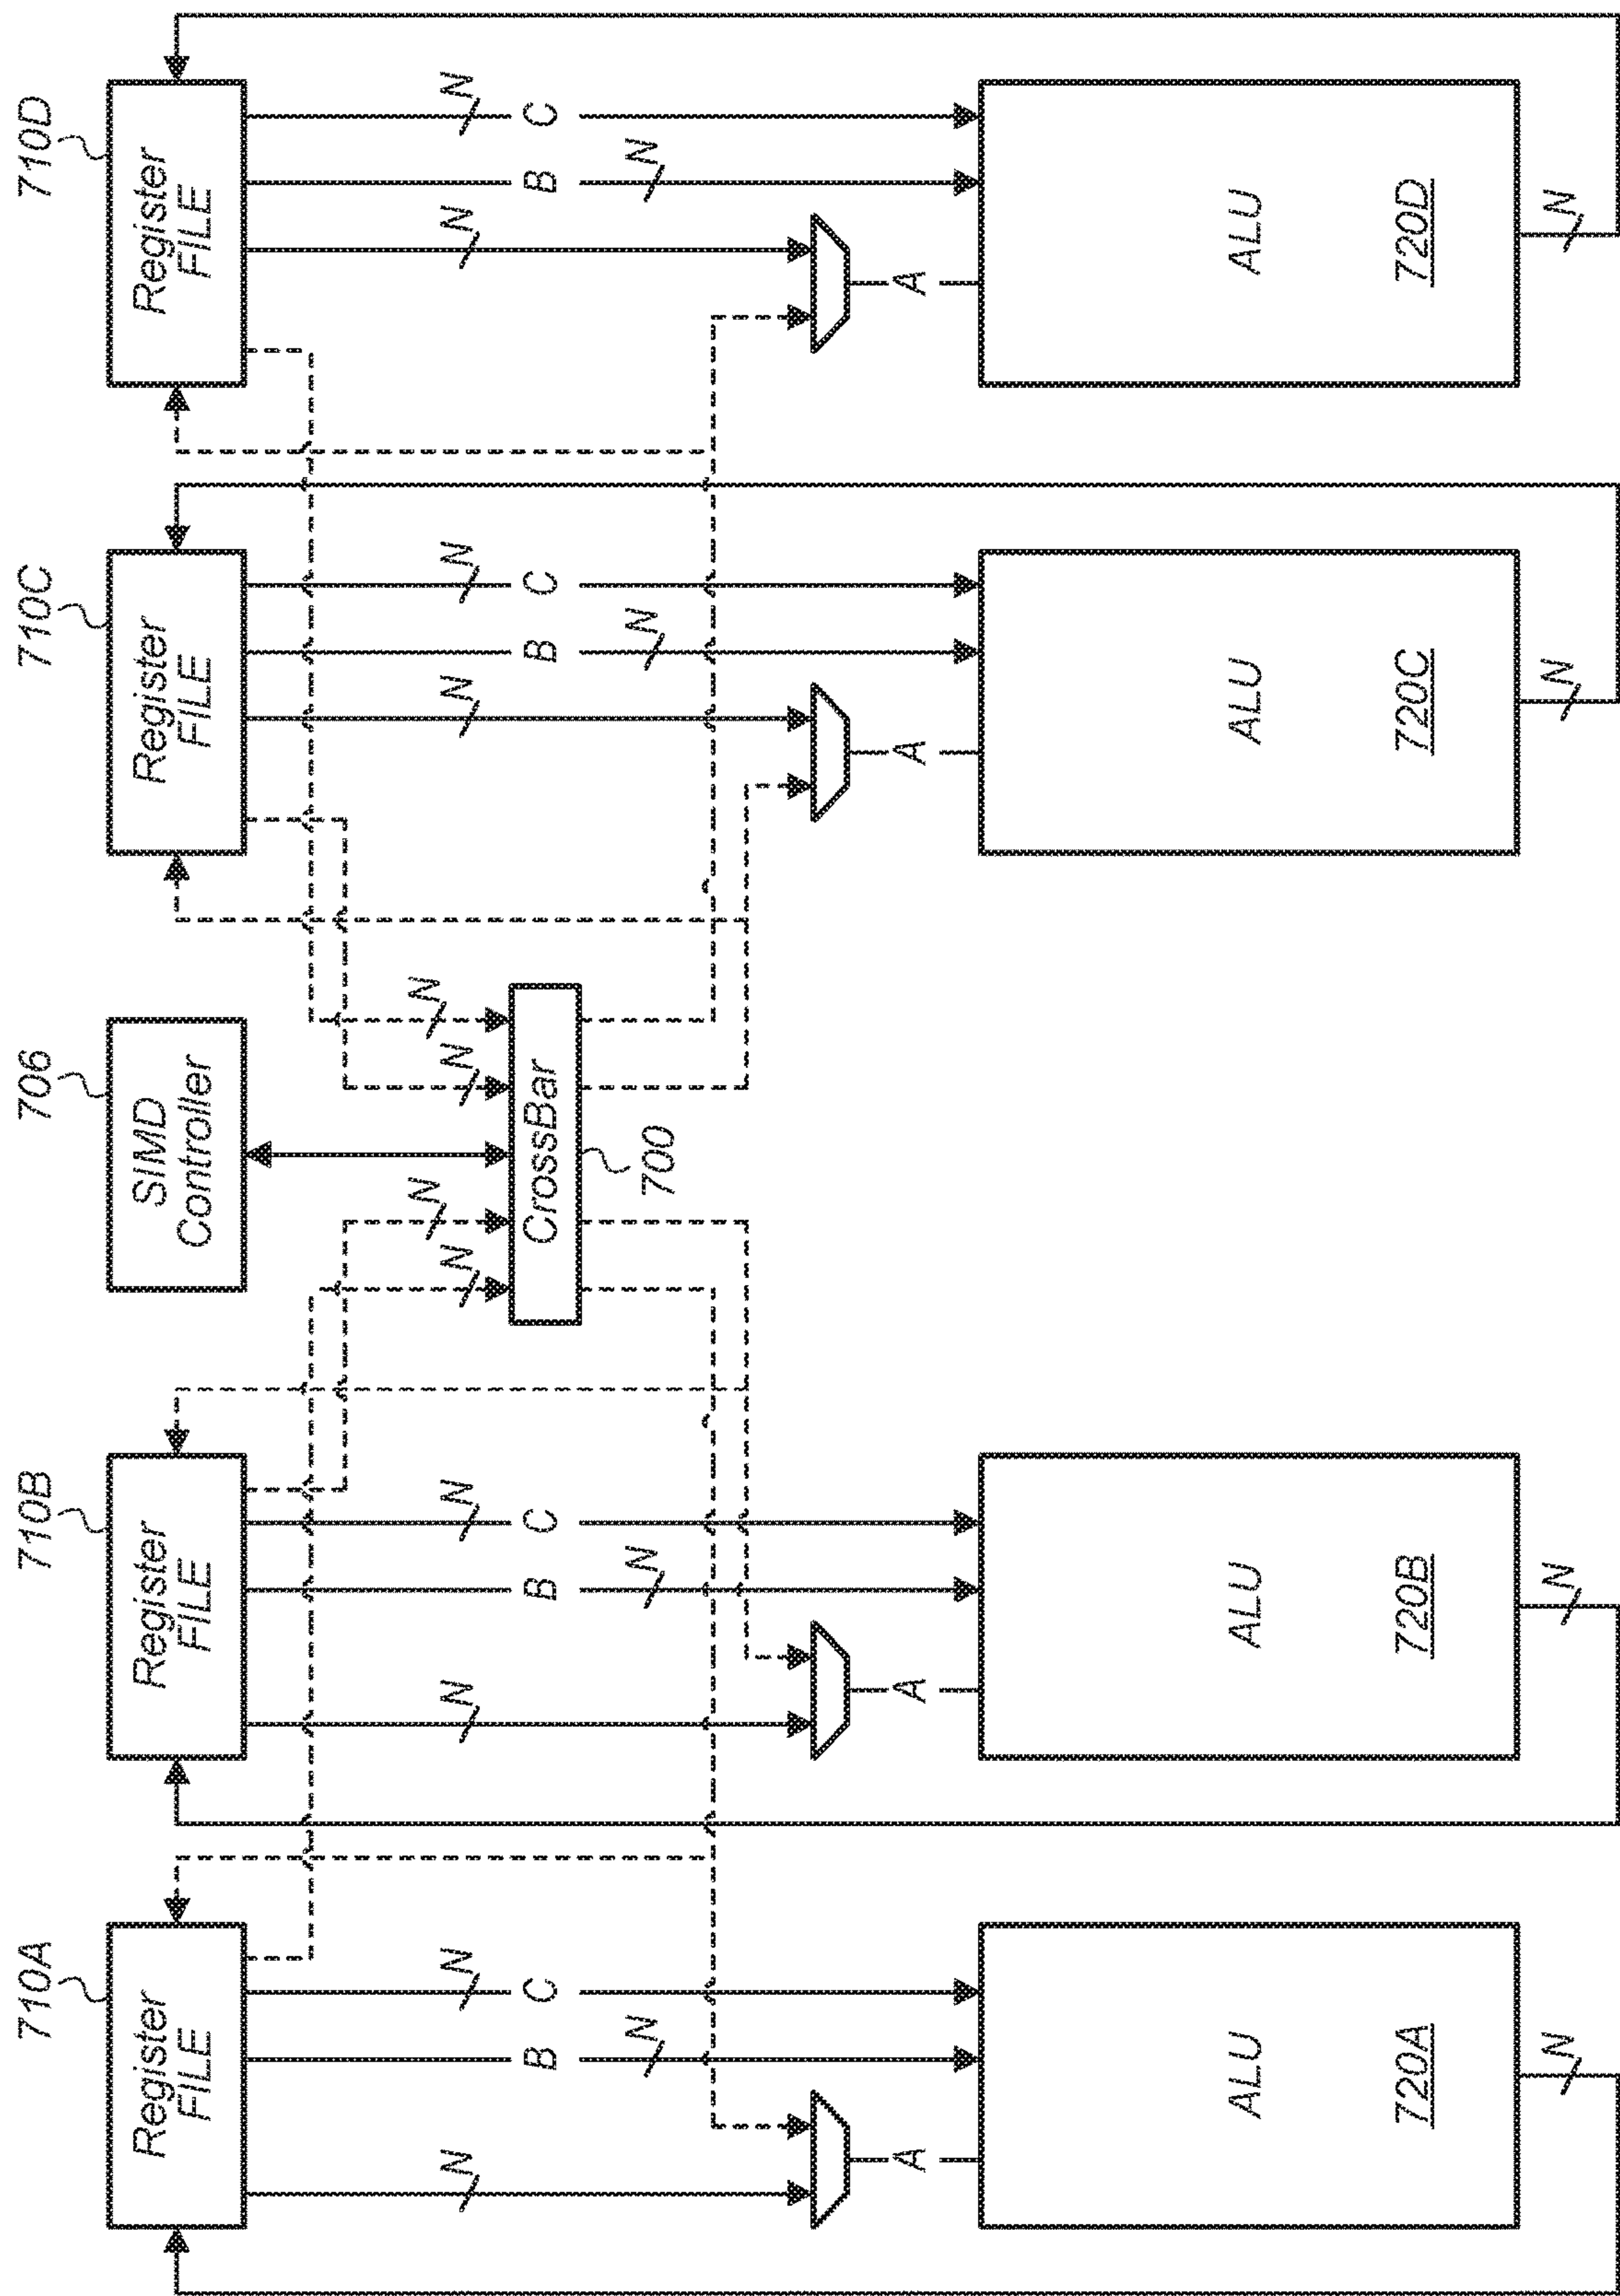 710A
710B
706
710C
710D
Register
FILE
Register
FILE
SIMD
Controller
Register
FILE
Register
FILE
N
N
N
N
N
N
N
N
N
N
N
N
B
C
B
C
CrossBar
B
C
B
C
N
N
700
N
N
A
A
A
A
ALU
ALU
ALU
ALU
720A
720B
720C
720D
N
N
N
N